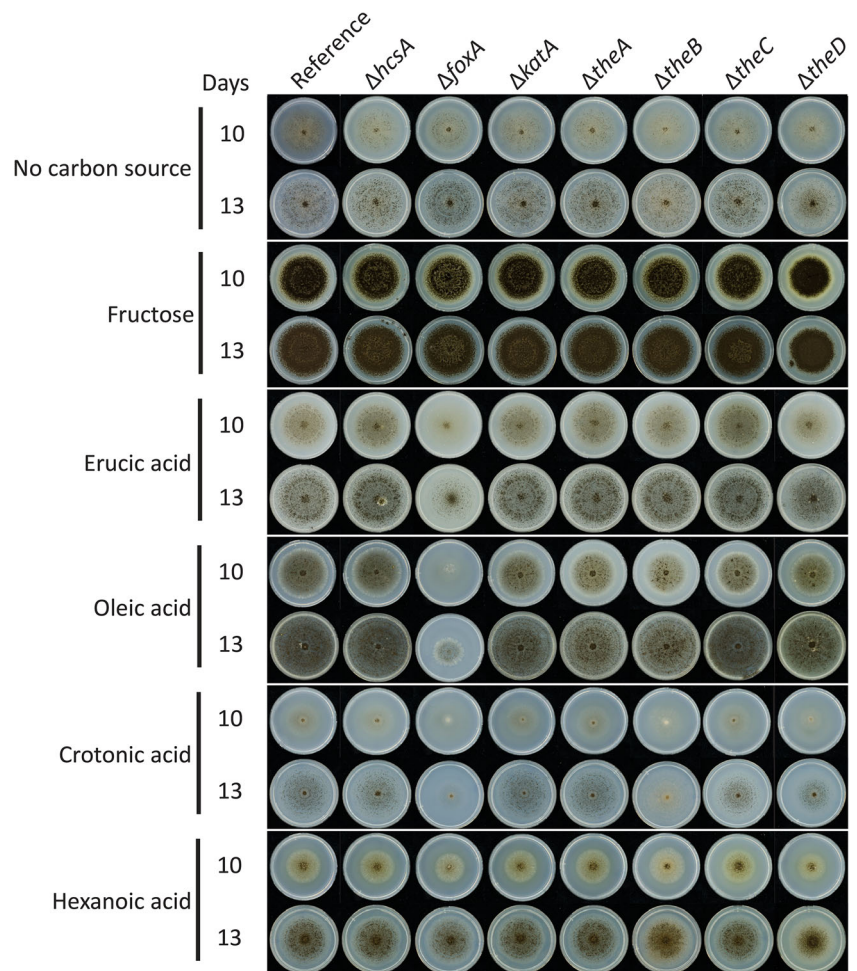 Days Reference ΔhcsA ΔfoxA ΔkatA ΔtheA ΔtheB ΔtheC ΔtheD
No carbon source
10
13
Fructose
10
13
Erucic acid
10
13
Oleic acid
10
13
Crotonic acid
10
13
Hexanoic acid
10
13